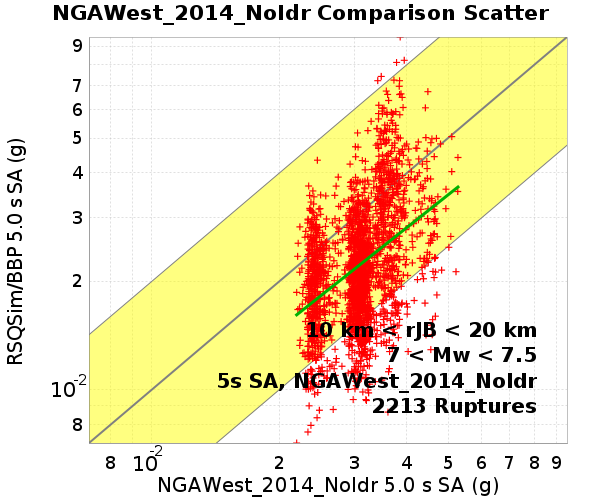 NGAWest_2014_NoIdr Comparison Scatter
9
7
6
5
4
3
2
10-2
8
RSQSim/BBP 5.0 s SA (g)
10 km < rJB < 20 km
7 < Mw < 7.5
5s SA, NGAWest_2014_NoIdr
2213 Ruptures
8 10-2 2 3 4 5 6 7 8 9
NGAWest_2014_NoIdr 5.0 s SA (g)